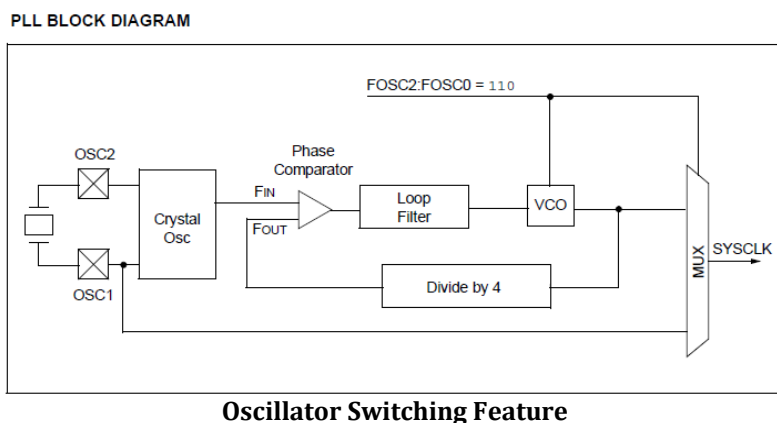 PLL BLOCK DIAGRAM
FOSC2:FOSC0 = 110
OSC2
Phase
Comparator
FIN
Loop
Filter
VCO
Crystal
Osc
FOUT
MUX
SYSCLK
Divide by 4
OSC1
Oscillator Switching Feature